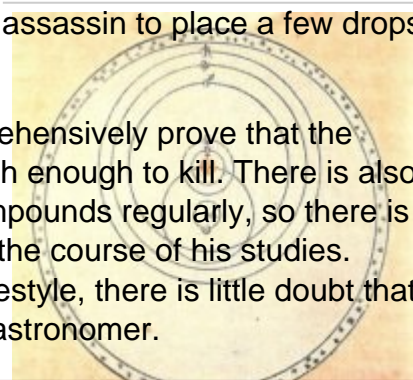 assassin to place a few drops
ehensively prove that the
h enough to kill. There is also
mpounds regularly, so there is
the course of his studies.
estyle, there is little doubt that
astronomer.